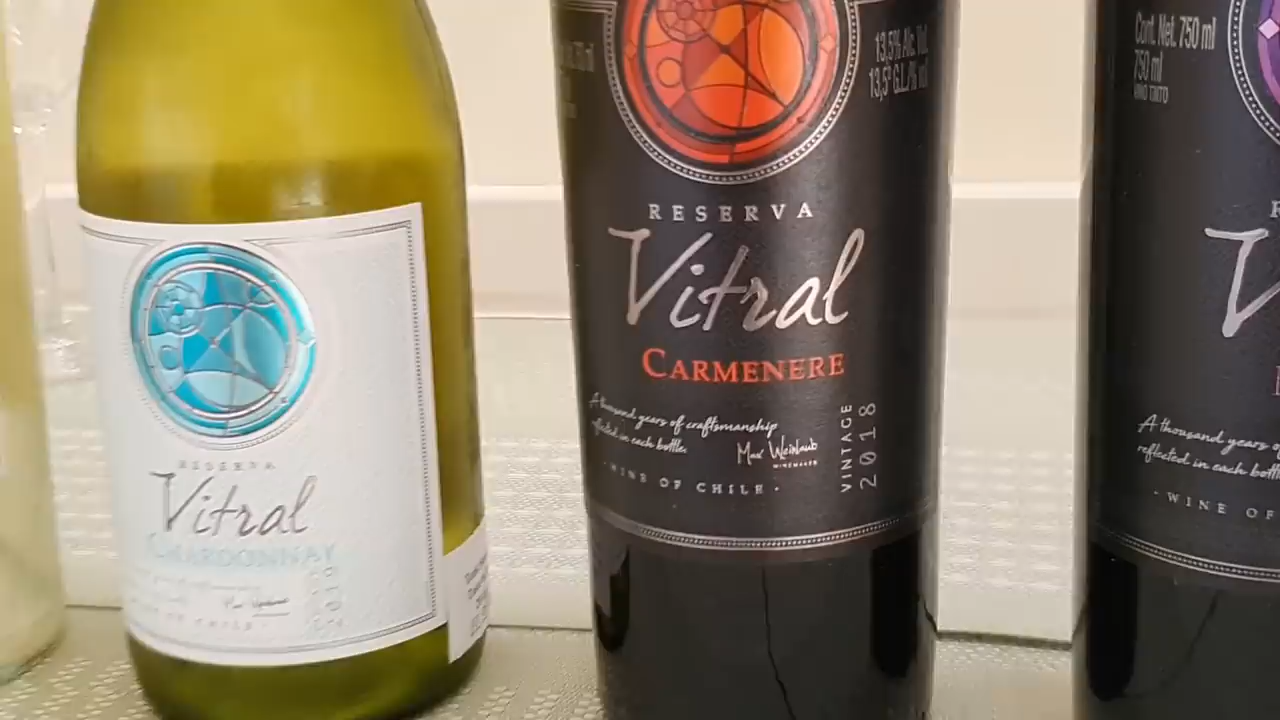 RESERVA
Vitral
CHARDONNAY
OF CHILE
13,5% Alc. Vol.
13,5° G.L./% vol
RESERVA
Vitral
CARMENERE
A thousand years of craftsmanship
reflected in each bottle.
Max Weinlaub
WINEMAKER
WINE OF CHILE
VINTAGE
2018
Cont. Net. 750 ml
750 ml
VINO TINTO
A thousand years
reflected in each bottle
WINE OF